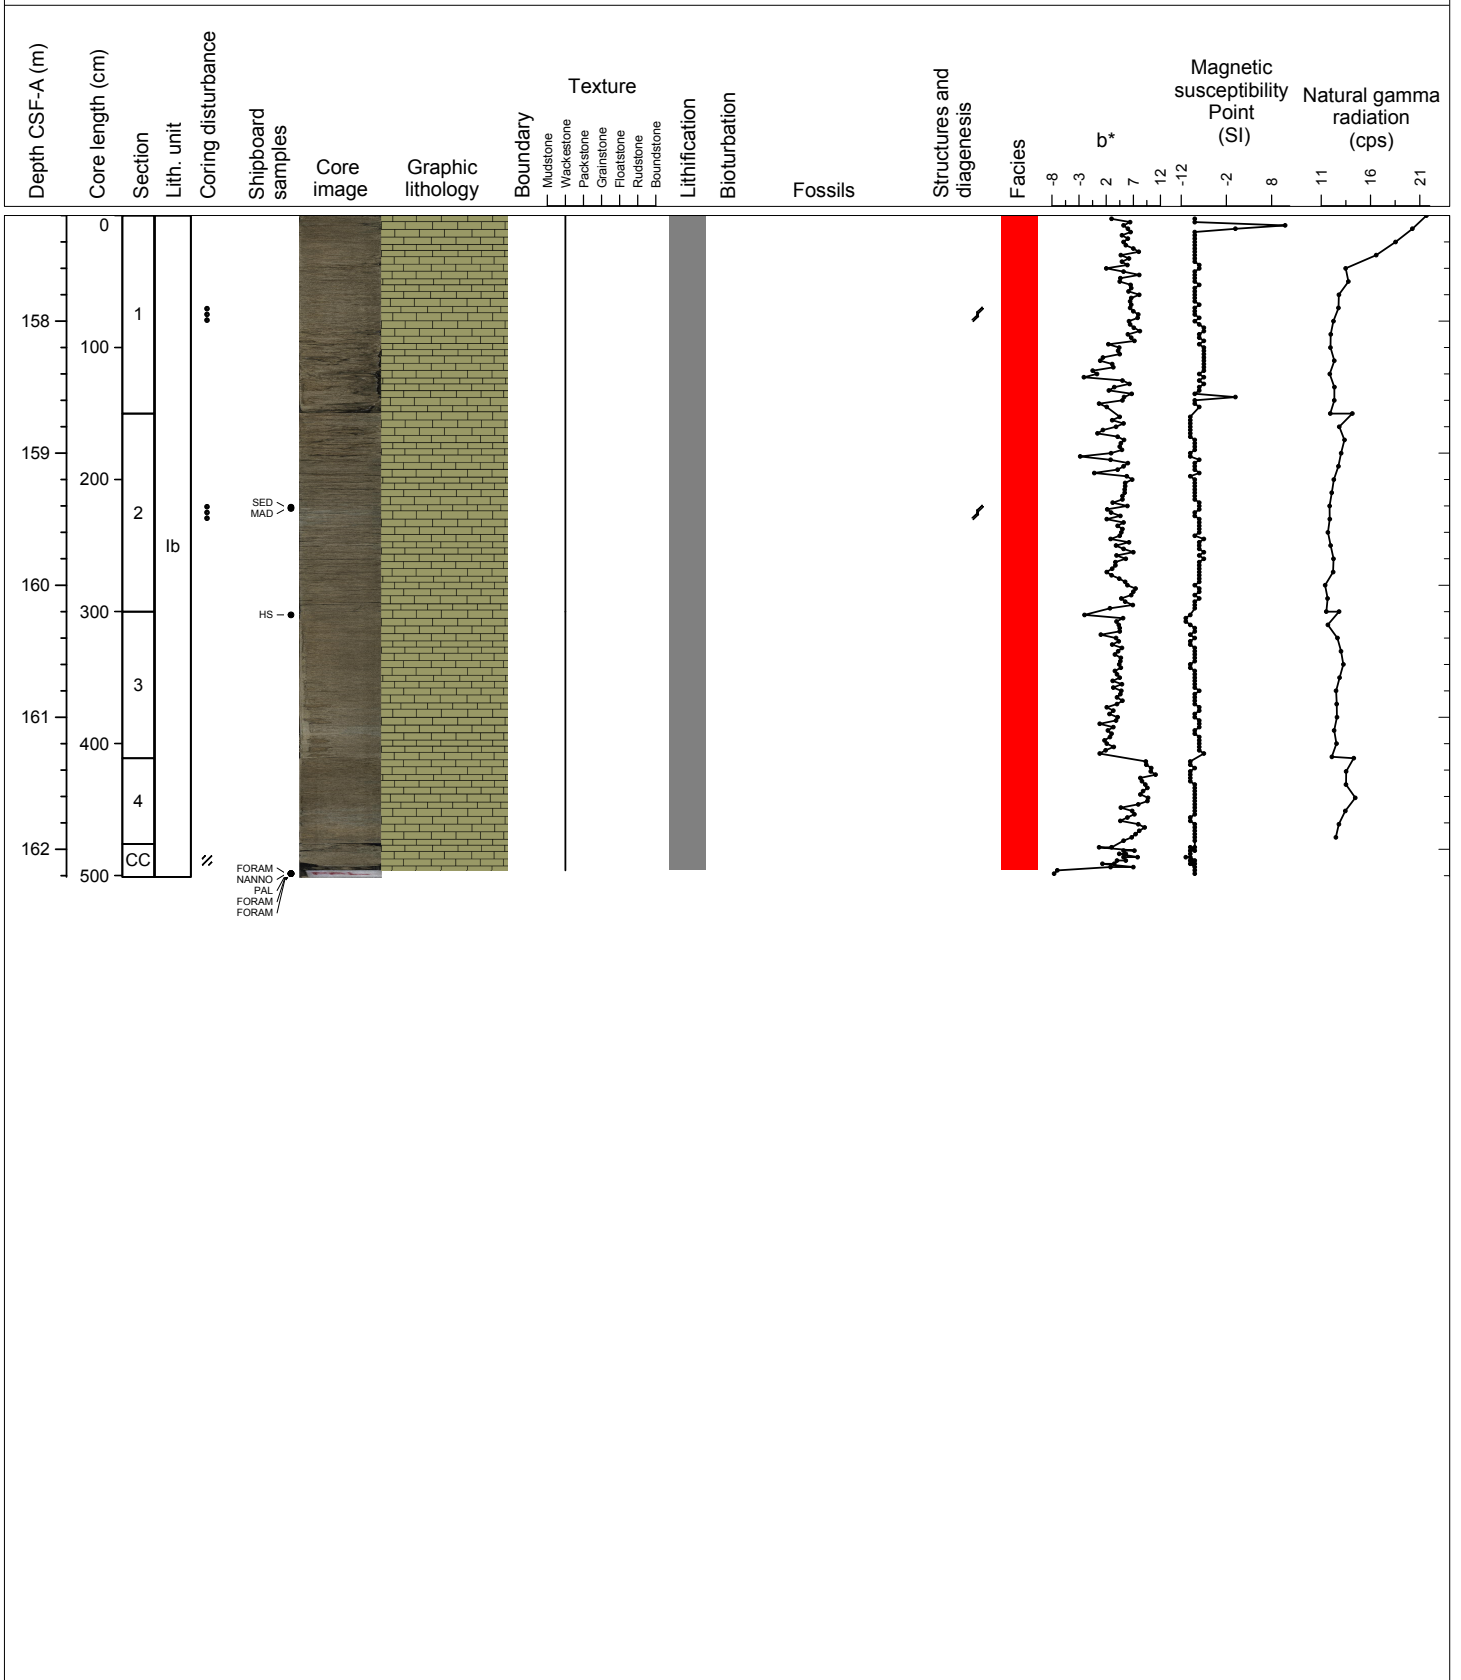 Depth CSF-A (m)
Core length (cm)
Section
Lith. unit
Coring disturbance
Shipboard
samples
Core
image
Graphic
lithology
Boundary
Texture
Mudstone
Wackestone
Packstone
Grainstone
Floatstone
Rudstone
Boundstone
Lithification
Bioturbation
Fossils
Structures and
diagenesis
Facies
b*
-8 -3 2 7 12
Magnetic
susceptibility
Point
(SI)
-12 -2 8
Natural gamma
radiation
(cps)
11 16 21
0
158
1
100
159
200
2
SED
MAD
Ib
160
300
HS
3
161
400
4
162
CC
500
FORAM
NANNO
PAL
FORAM
FORAM